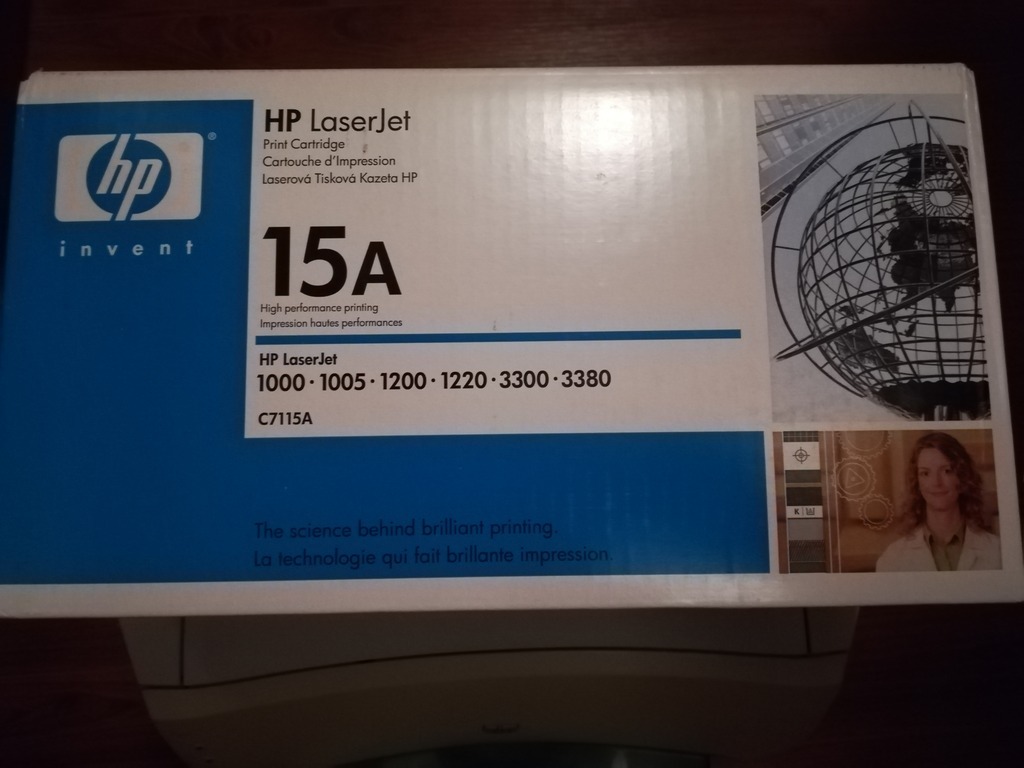 hp
®
invent
HP LaserJet
Print Cartridge
Cartouche d'Impression
Laserová Tisková Kazeta HP
15A
High performance printing
Impression hautes performances
HP LaserJet
1000 · 1005 · 1200 · 1220 · 3300 · 3380
C7115A
The science behind brilliant printing.
La technologie qui fait brillante impression.
K